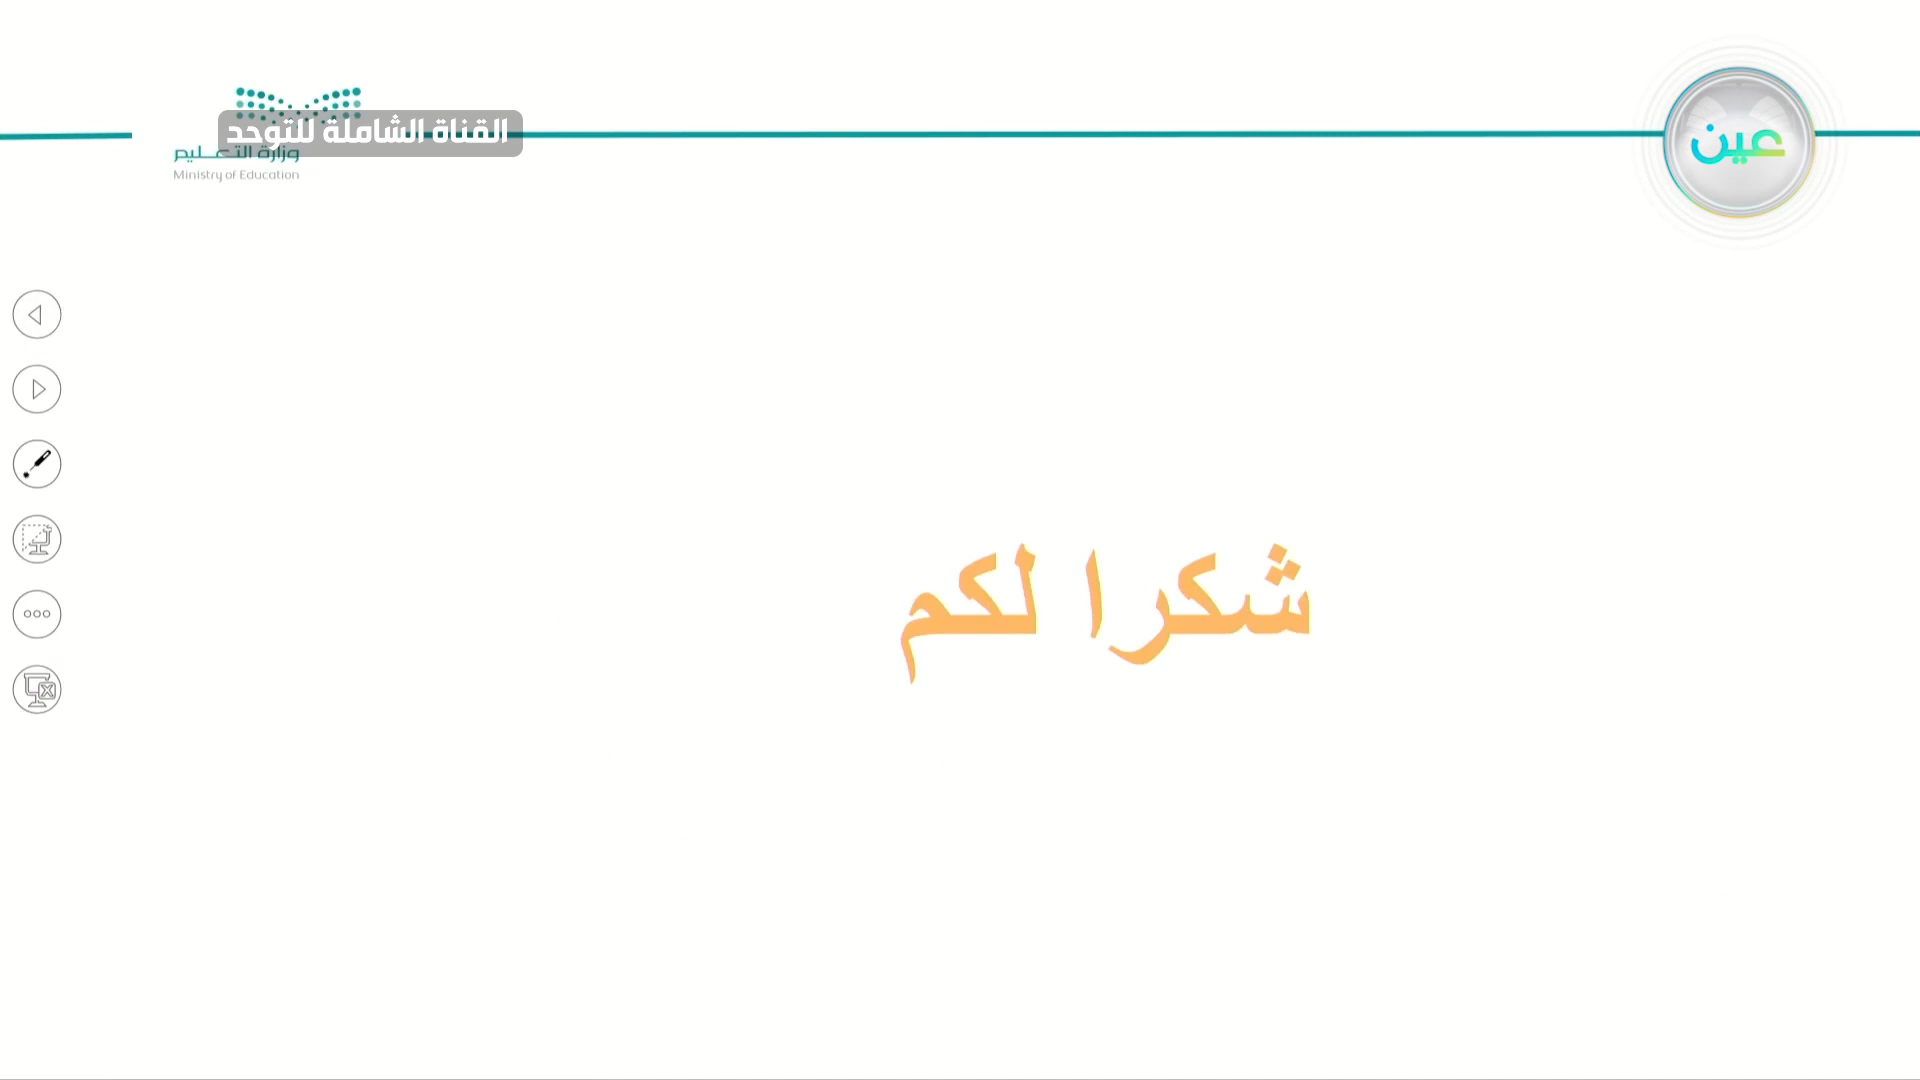 القناة الشاملة للتوحد
وزارة التعليم
Ministry of Education
عين
شكرا لكم